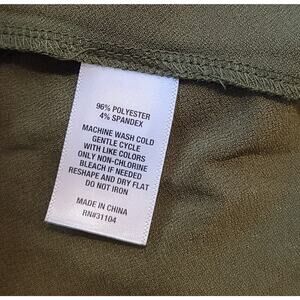 96% POLYESTER
4% SPANDEX
MACHINE WASH COLD
GENTLE CYCLE
WITH LIKE COLORS
ONLY NON-CHLORINE
BLEACH IF NEEDED
RESHAPE AND DRY FLAT
DO NOT IRON
MADE IN CHINA
RN#31104